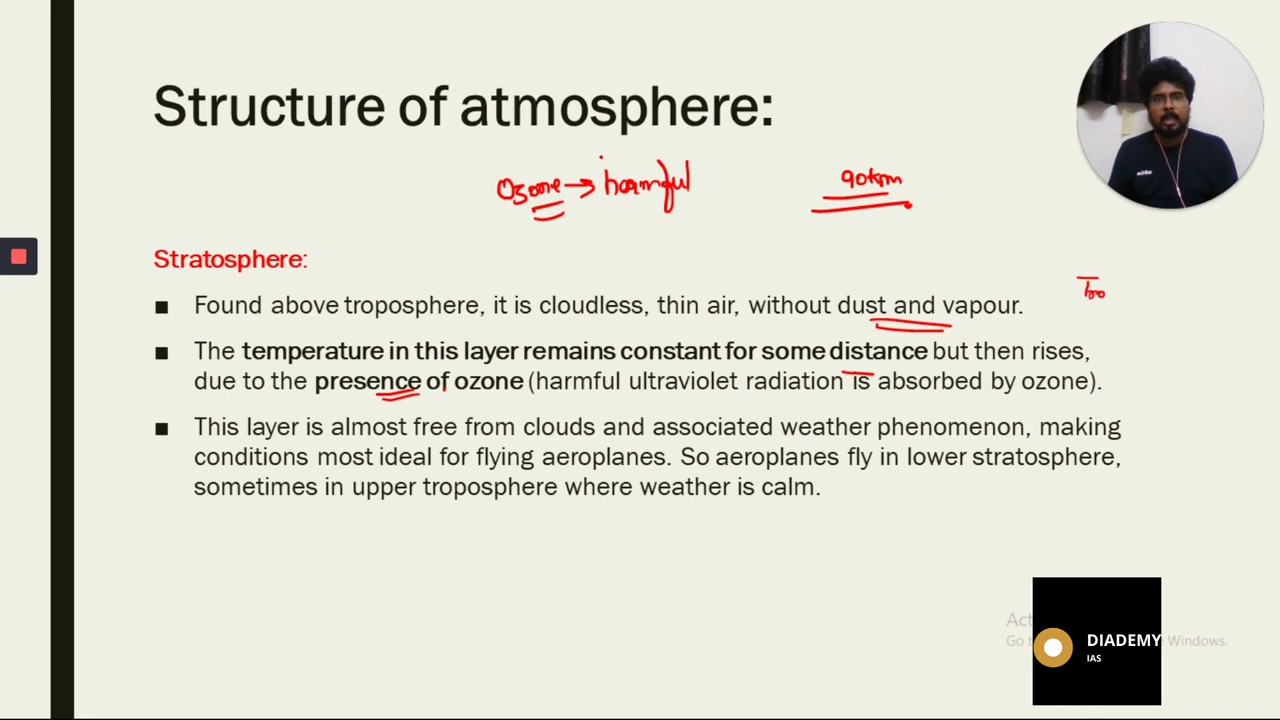 Structure of atmosphere:
Ozone → harmful
90km
Stratosphere:
■ Found above troposphere, it is cloudless, thin air, without dust and vapour.
■ The temperature in this layer remains constant for some distance but then rises,
due to the presence of ozone (harmful ultraviolet radiation is absorbed by ozone).
■ This layer is almost free from clouds and associated weather phenomenon, making
conditions most ideal for flying aeroplanes. So aeroplanes fly in lower stratosphere,
sometimes in upper troposphere where weather is calm.
Act
Go t
Windows.
DIADEMY
IAS